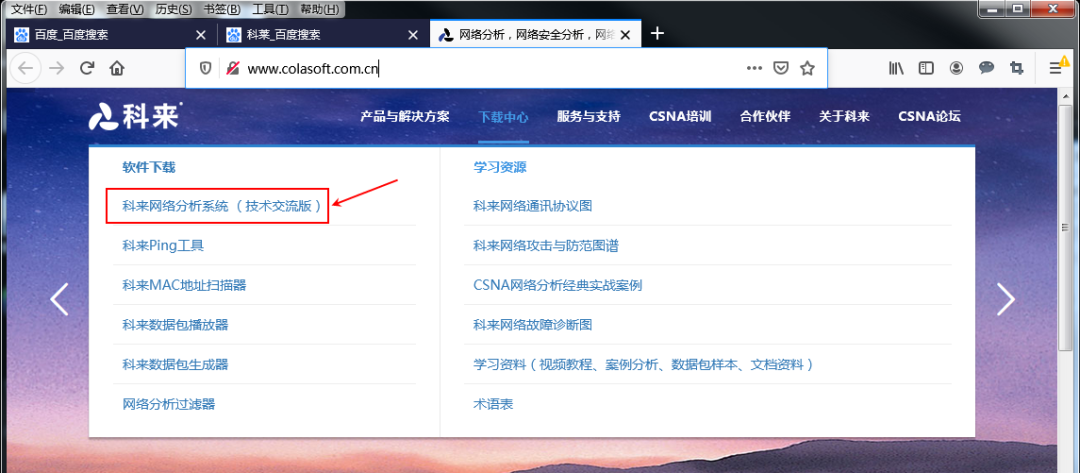 文件(F) 编辑(E) 查看(V) 历史(S) 书签(B) 工具(T) 帮助(H)
百度_百度搜索
科莱_百度搜索
网络分析，网络安全分析，网络
www.colasoft.com.cn
科来
产品与解决方案 下载中心 服务与支持 CSNA培训 合作伙伴 关于科来 CSNA论坛
软件下载
科来网络分析系统 （技术交流版）
科来Ping工具
科来MAC地址扫描器
科来数据包播放器
科来数据包生成器
网络分析过滤器
学习资源
科来网络通讯协议图
科来网络攻击与防范图谱
CSNA网络分析经典实战案例
科来网络故障诊断图
学习资料（视频教程、案例分析、数据包样本、文档资料）
术语表